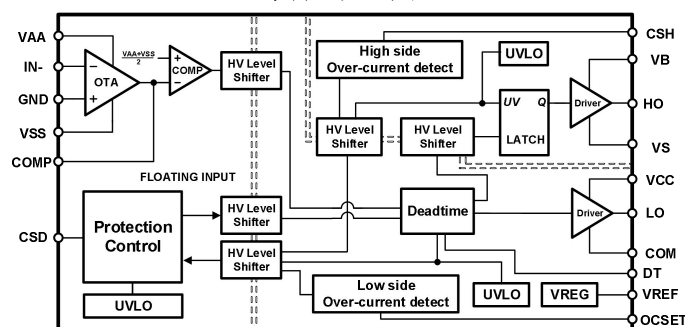 VAA
IN-
GND
VSS
COMP
CSD
VAA+VSS
2
−
+
OTA
+
−
COMP
HV Level
Shifter
High side
Over-current detect
UVLO
HV Level
Shifter
HV Level
Shifter
UV Q
LATCH
Driver
CSH
VB
HO
VS
FLOATING INPUT
Protection
Control
UVLO
HV Level
Shifter
HV Level
Shifter
Deadtime
Driver
Low side
Over-current detect
UVLO
VREG
VCC
LO
COM
DT
VREF
OCSET